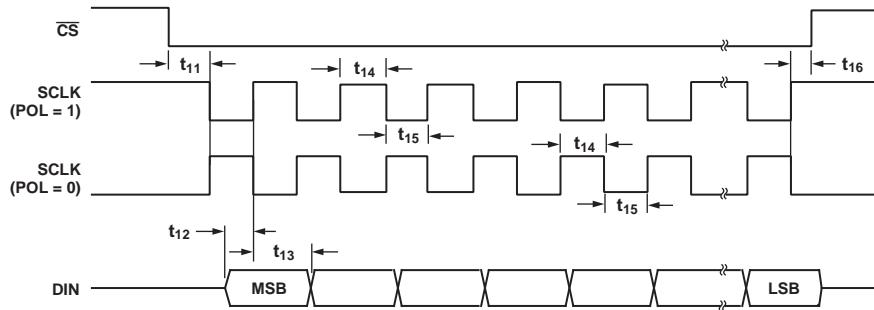 CS
t11
t14
t16
SCLK
(POL = 1)
t15
t14
SCLK
(POL = 0)
t15
t12
t13
DIN
MSB
LSB